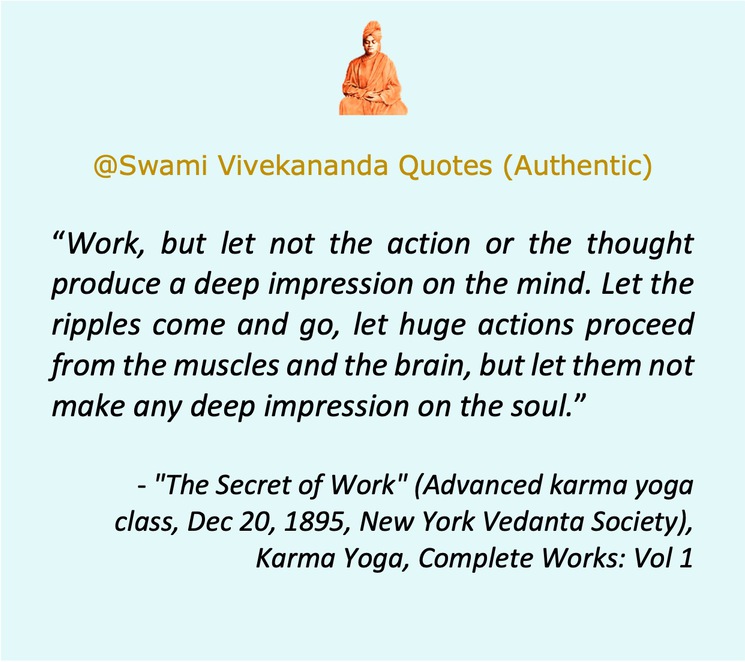 @Swami Vivekananda Quotes (Authentic)
“Work, but let not the action or the thought
produce a deep impression on the mind. Let the
ripples come and go, let huge actions proceed
from the muscles and the brain, but let them not
make any deep impression on the soul.”
- "The Secret of Work" (Advanced karma yoga
class, Dec 20, 1895, New York Vedanta Society),
Karma Yoga, Complete Works: Vol 1